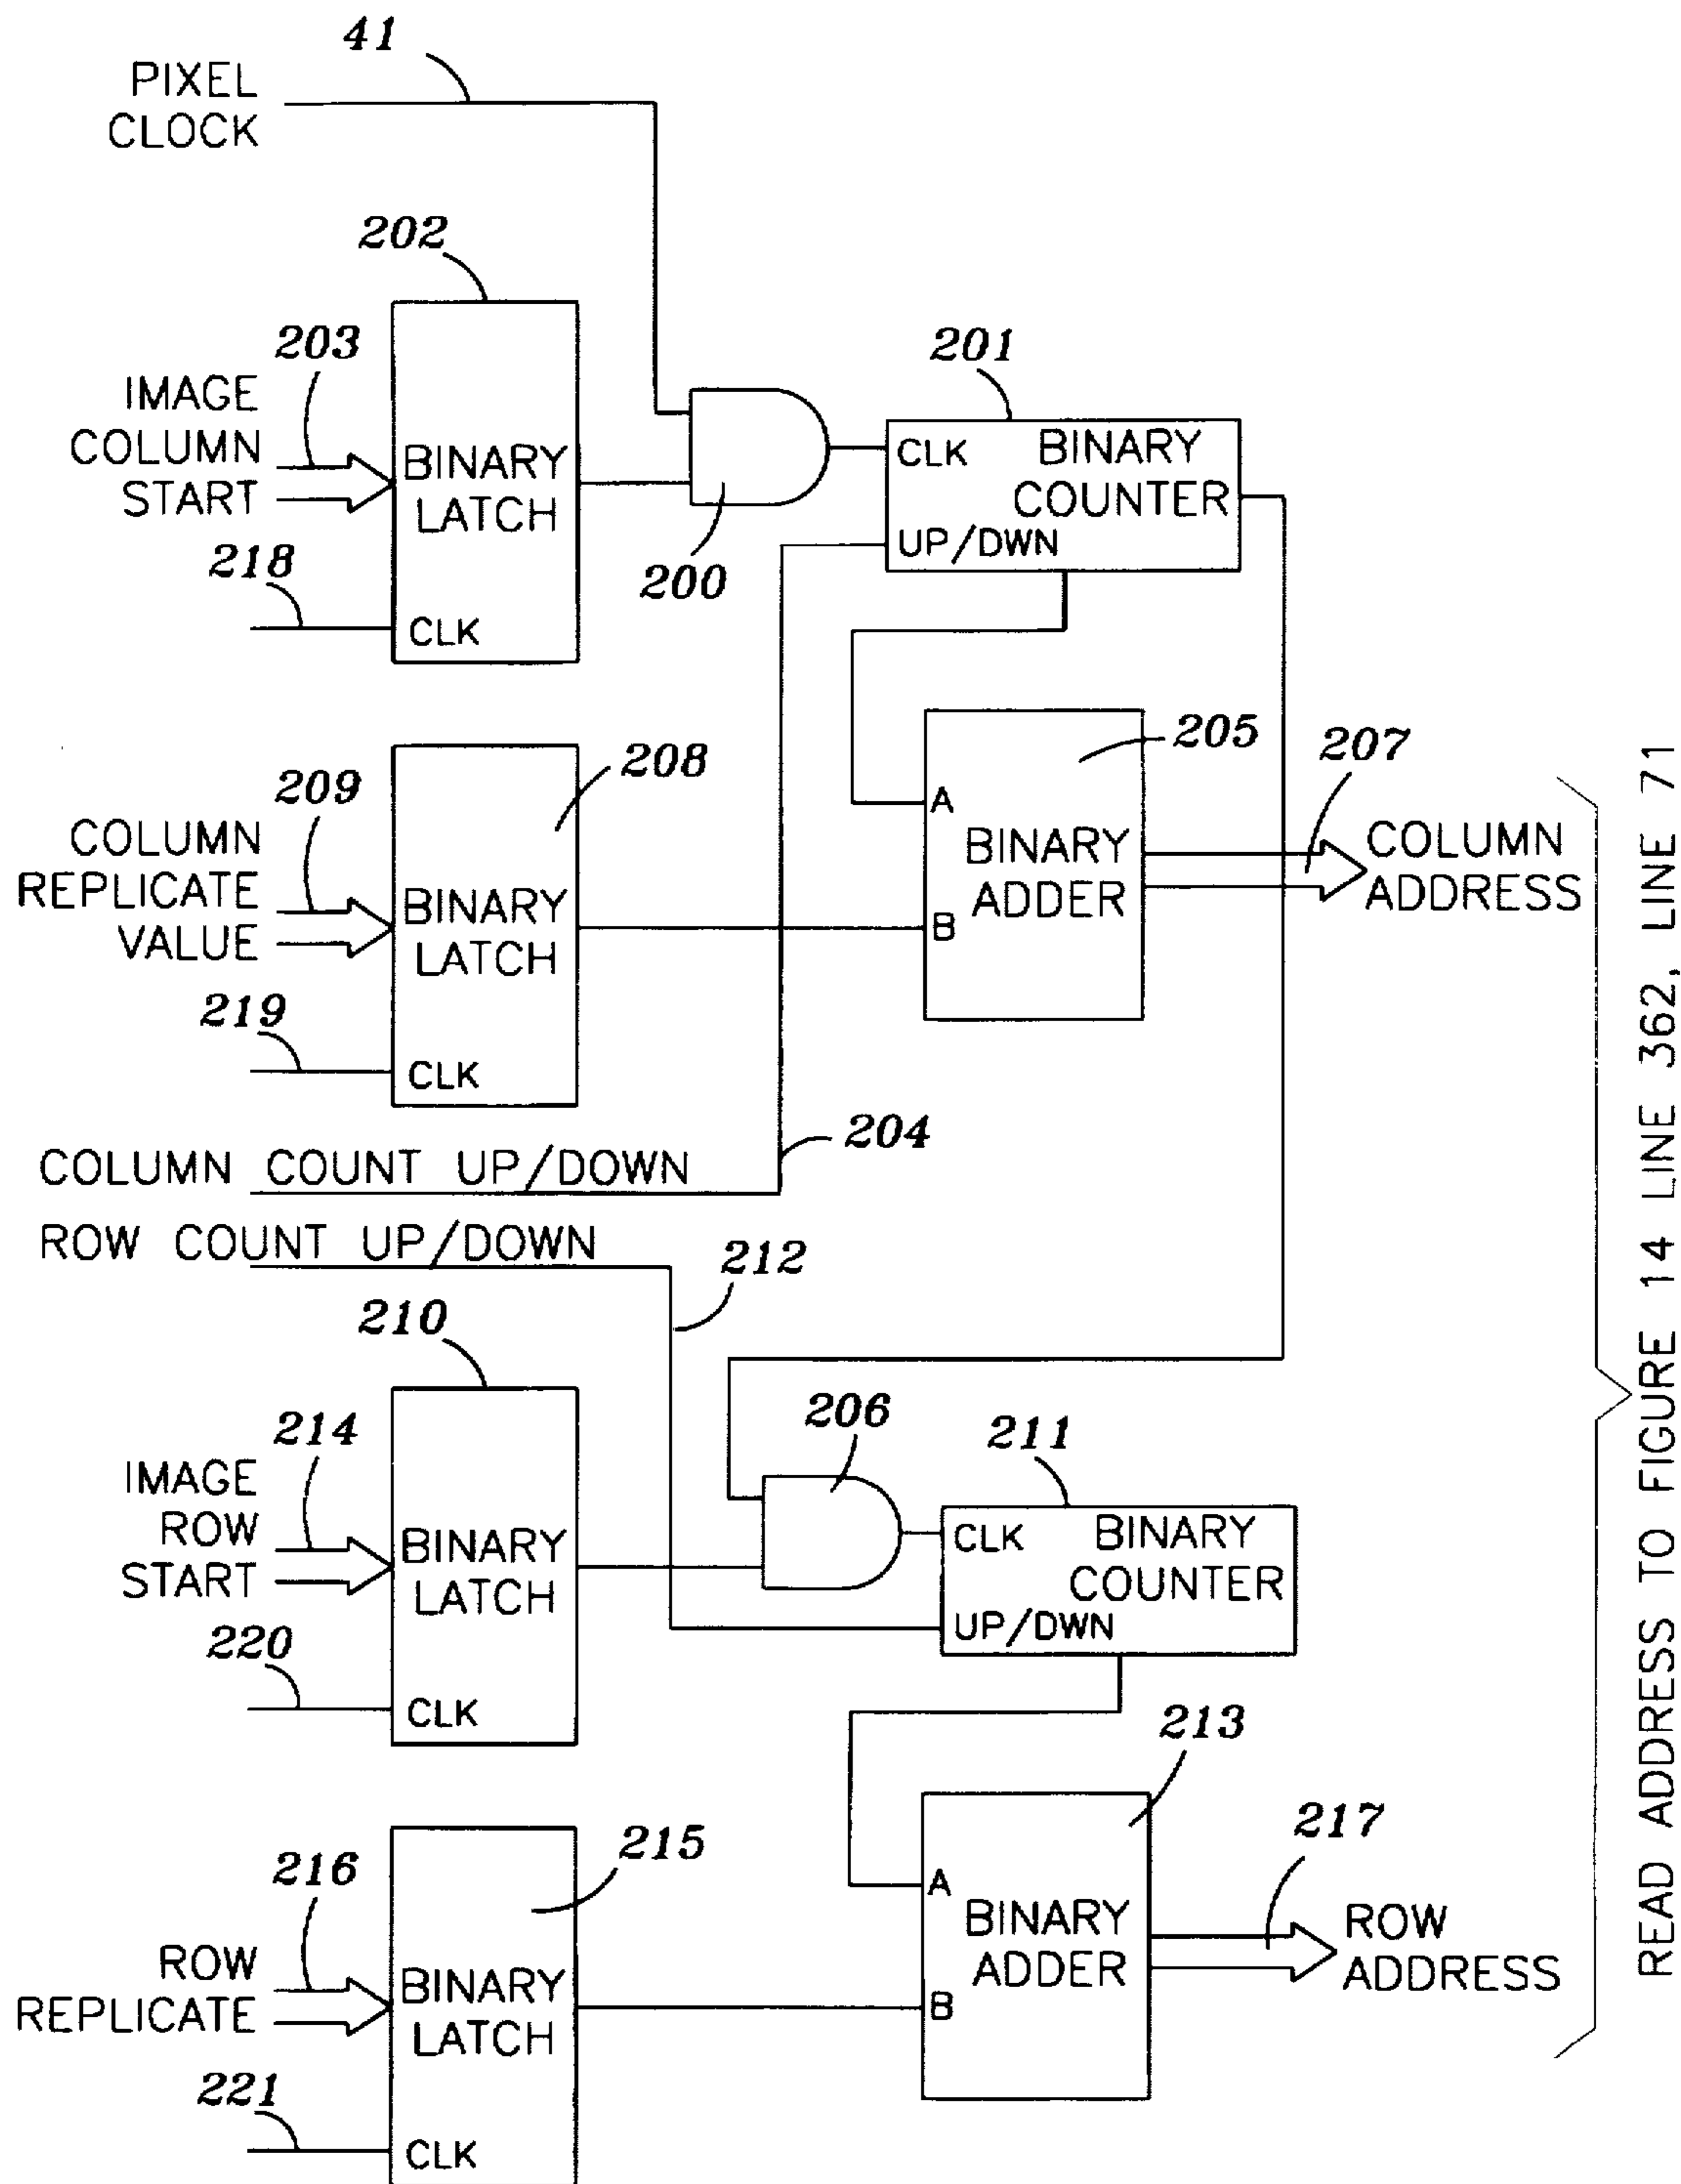 41
PIXEL
CLOCK
202
203
IMAGE
COLUMN
START
BINARY
LATCH
218
CLK
200
201
CLK
BINARY
COUNTER
UP/DWN
208
209
COLUMN
REPLICATE
VALUE
BINARY
LATCH
219
CLK
205
A
BINARY
ADDER
B
207
COLUMN
ADDRESS
204
COLUMN COUNT UP/DOWN
ROW COUNT UP/DOWN
212
210
214
IMAGE
ROW
START
BINARY
LATCH
220
CLK
206
211
CLK
BINARY
COUNTER
UP/DWN
213
215
216
ROW
REPLICATE
BINARY
LATCH
221
CLK
A
BINARY
ADDER
B
217
ROW
ADDRESS
READ ADDRESS TO FIGURE 14 LINE 362, LINE 71